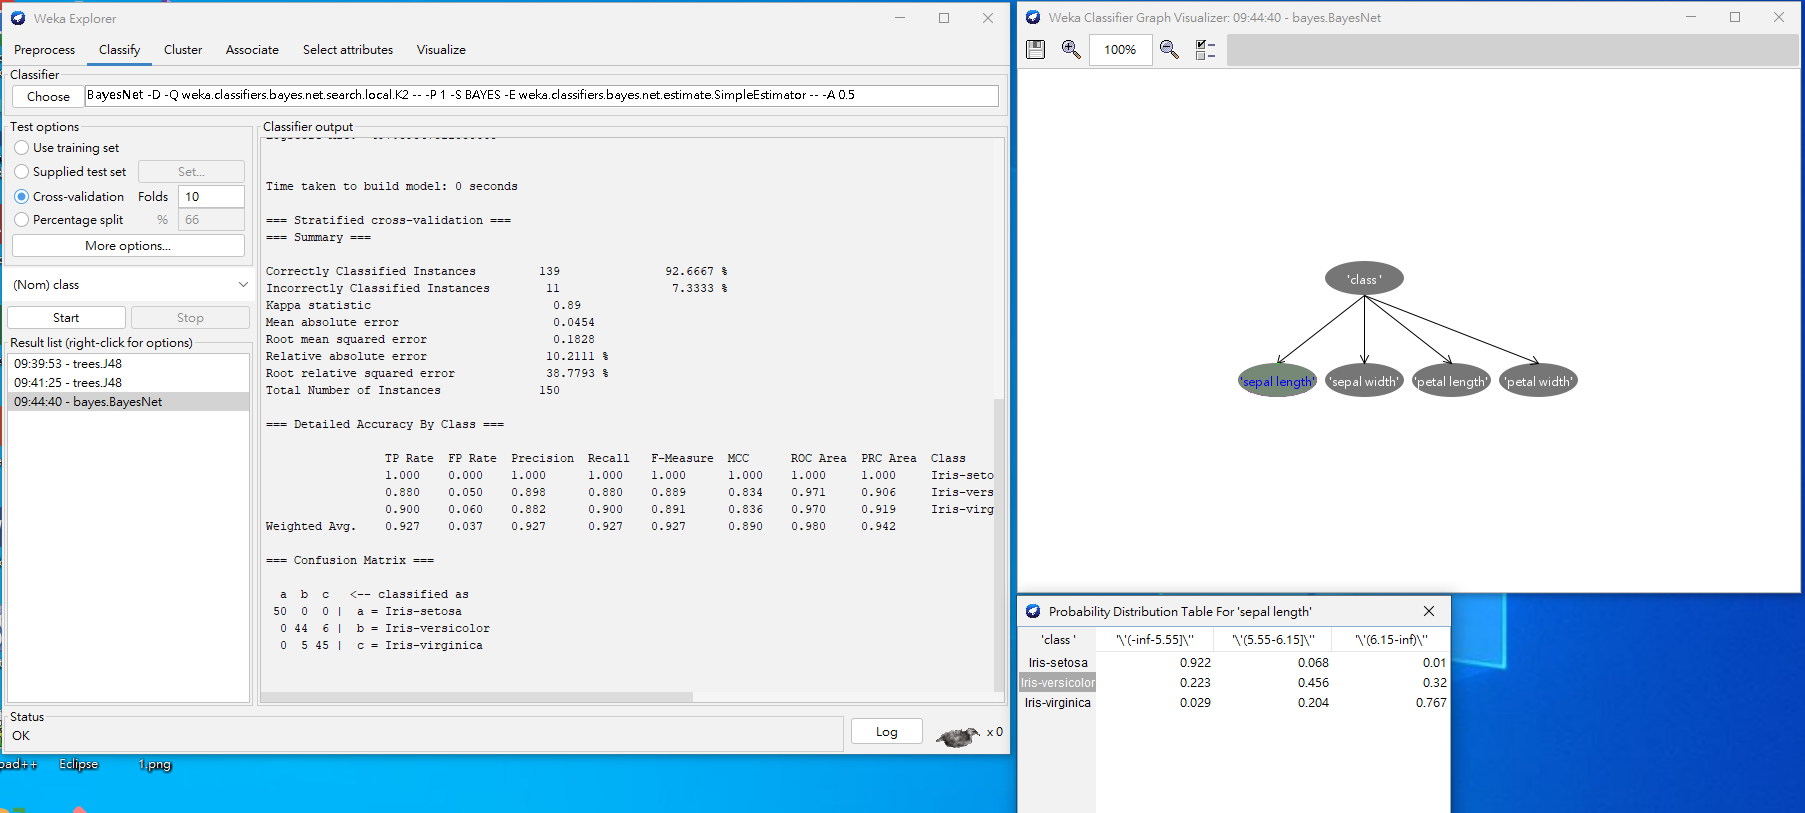 Weka Explorer
Preprocess Classify Cluster Associate Select attributes Visualize
Classifier
Choose BayesNet -D -Q weka.classifiers.bayes.net.search.local.K2 -- -P 1 -S BAYES -E weka.classifiers.bayes.net.estimate.SimpleEstimator -- -A 0.5
Test options
Use training set
Supplied test set Set...
Cross-validation Folds 10
Percentage split % 66
More options...
(Nom) class
Start Stop
Result list (right-click for options)
09:39:53 - trees.J48
09:41:25 - trees.J48
09:44:40 - bayes.BayesNet
Classifier output
Time taken to build model: 0 seconds
=== Stratified cross-validation ===
=== Summary ===
Correctly Classified Instances 139 92.6667 %
Incorrectly Classified Instances 11 7.3333 %
Kappa statistic 0.89
Mean absolute error 0.0454
Root mean squared error 0.1828
Relative absolute error 10.2111 %
Root relative squared error 38.7793 %
Total Number of Instances 150
=== Detailed Accuracy By Class ===
TP Rate FP Rate Precision Recall F-Measure MCC ROC Area PRC Area Class
1.000 0.000 1.000 1.000 1.000 1.000 1.000 1.000 Iris-seto
0.880 0.050 0.898 0.880 0.889 0.834 0.971 0.906 Iris-vers
0.900 0.060 0.882 0.900 0.891 0.836 0.970 0.919 Iris-virg
Weighted Avg. 0.927 0.037 0.927 0.927 0.927 0.890 0.980 0.942
=== Confusion Matrix ===
a b c <-- classified as
50 0 0 | a = Iris-setosa
0 44 6 | b = Iris-versicolor
0 5 45 | c = Iris-virginica
Status
OK
Log
x 0
pad++ Eclipse 1.png
Weka Classifier Graph Visualizer: 09:44:40 - bayes.BayesNet
100%
'class '
'sepal length' 'sepal width' 'petal length' 'petal width'
Probability Distribution Table For 'sepal length'
'class ' '\'(-inf-5.55]\'' '\'(5.55-6.15]\'' '\'(6.15-inf)\''
Iris-setosa 0.922 0.068 0.01
Iris-versicolor 0.223 0.456 0.32
Iris-virginica 0.029 0.204 0.767